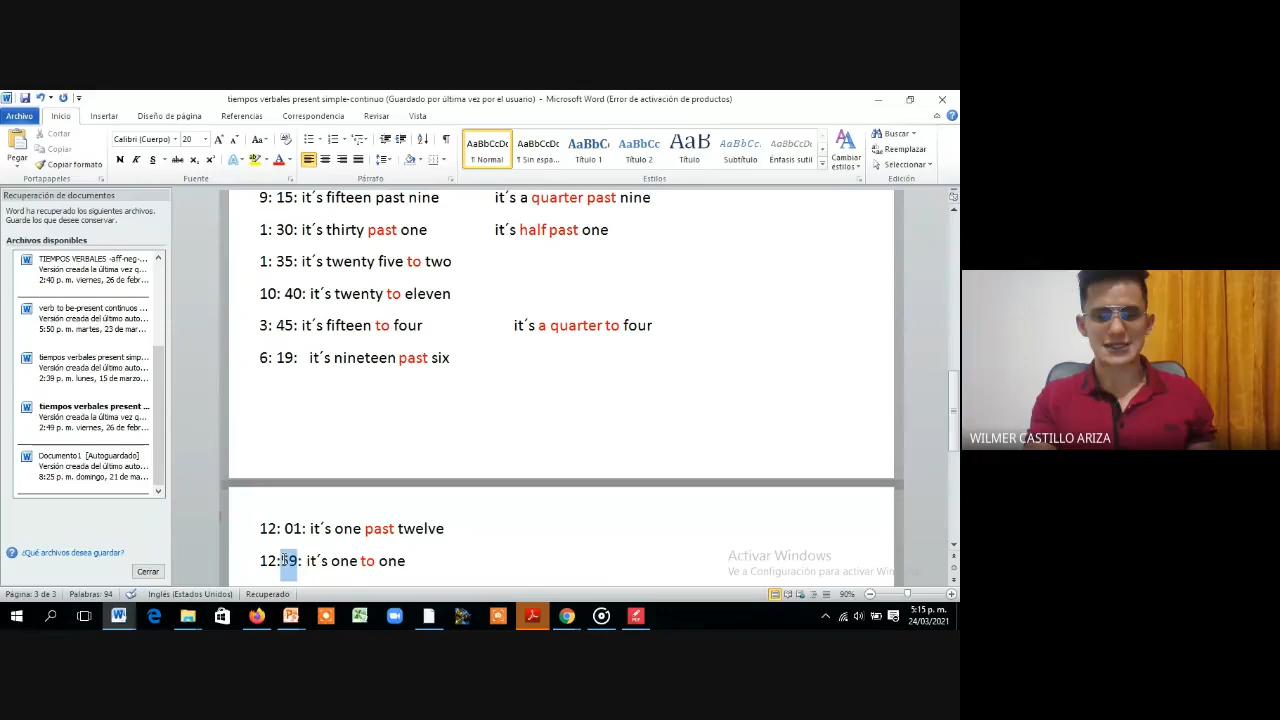 tiempos verbales present simple-continuo (Guardado por última vez por el usuario) - Microsoft Word (Error de activación de productos)
Archivo Inicio Insertar Diseño de página Referencias Correspondencia Revisar Vista
Pegar
Cortar
Copiar
Copiar formato
Portapapeles
Calibri (Cuerpo) 20
Fuente
Párrafo
AaBbCcDc AaBbCcDc AaBbC AaBbCc AaB AaBbCc. AaBbCcDc
¶ Normal ¶ Sin espa... Título 1 Título 2 Título Subtítulo Énfasis sutil
Estilos
Cambiar estilos
Buscar
Reemplazar
Seleccionar
Edición
Recuperación de documentos
Word ha recuperado los siguientes archivos.
Guarde los que desee conservar.
Archivos disponibles
TIEMPOS VERBALES -aff-neg-...
Versión creada la última vez q...
2:40 p. m. viernes, 26 de febr...
verb to be-present continuos ...
Versión creada del último auto...
5:50 p. m. martes, 23 de mar...
tiempos verbales present simp...
Versión creada del último auto...
2:39 p. m. lunes, 15 de marzo...
tiempos verbales present ...
Versión creada la última vez q...
2:49 p. m. viernes, 26 de febr...
Documento1 [Autoguardado]
Versión creada del último auto...
8:25 p. m. domingo, 21 de ma...
¿Qué archivos desea guardar?
Cerrar
9: 15: it´s fifteen past nine it´s a quarter past nine
1: 30: it´s thirty past one it´s half past one
1: 35: it´s twenty five to two
10: 40: it´s twenty to eleven
3: 45: it´s fifteen to four it´s a quarter to four
6: 19: it´s nineteen past six
12: 01: it´s one past twelve
12:59: it´s one to one
Activar Windows
Ve a Configuración para activar Win
Página: 3 de 3 Palabras: 94 Inglés (Estados Unidos) Recuperado 90%
5:15 p. m.
24/03/2021
WILMER CASTILLO ARIZA